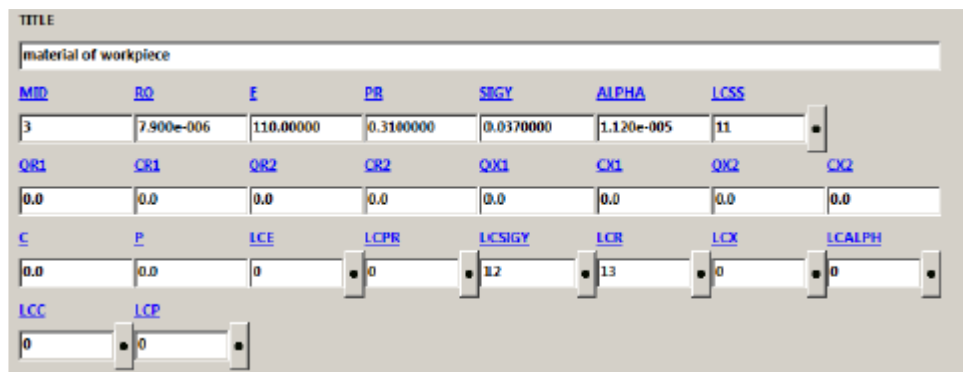 TITLE
material of workpiece
MID RO E PR SIGY ALPHA LCSS
3 7.900e-006 110.00000 0.3100000 0.0370000 1.120e-005 11
QR1 CR1 QR2 CR2 QX1 CX1 QX2 CX2
0.0 0.0 0.0 0.0 0.0 0.0 0.0 0.0
C P LCE LCPR LCSIGY LCR LCX LCALPH
0.0 0.0 0 0 12 13 0 0
LCC LCP
0 0